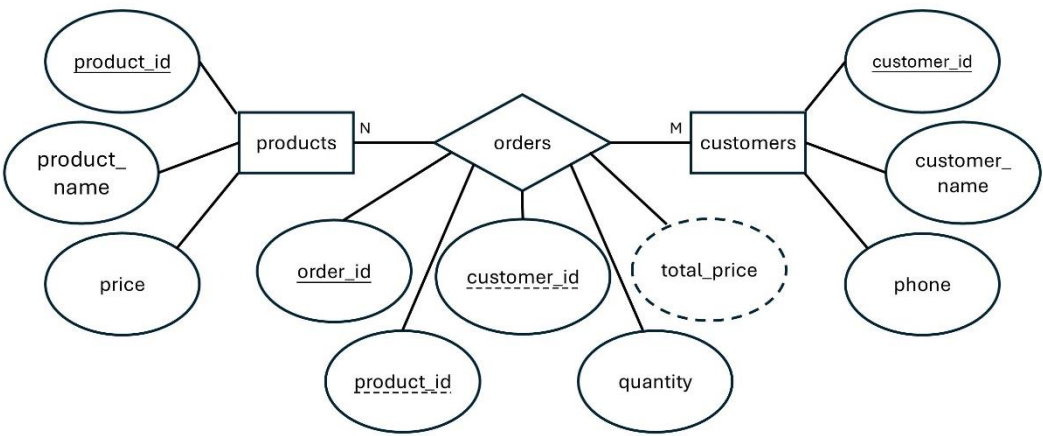 product_id
customer_id
products
N
orders
M
customers
product_
name
customer_
name
order_id
customer_id
total_price
price
phone
product_id
quantity